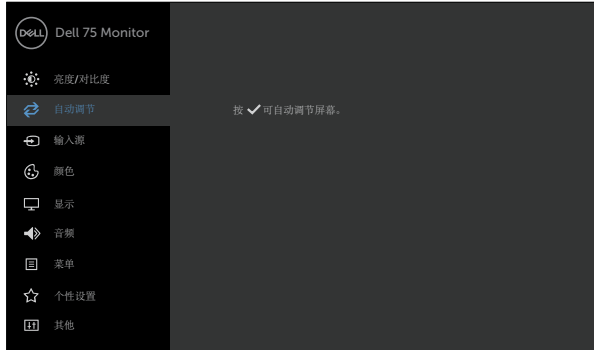 DELL Dell 75 Monitor
亮度/对比度
自动调节
按 ✓ 可自动调节屏幕。
输入源
颜色
显示
音频
菜单
个性设置
其他